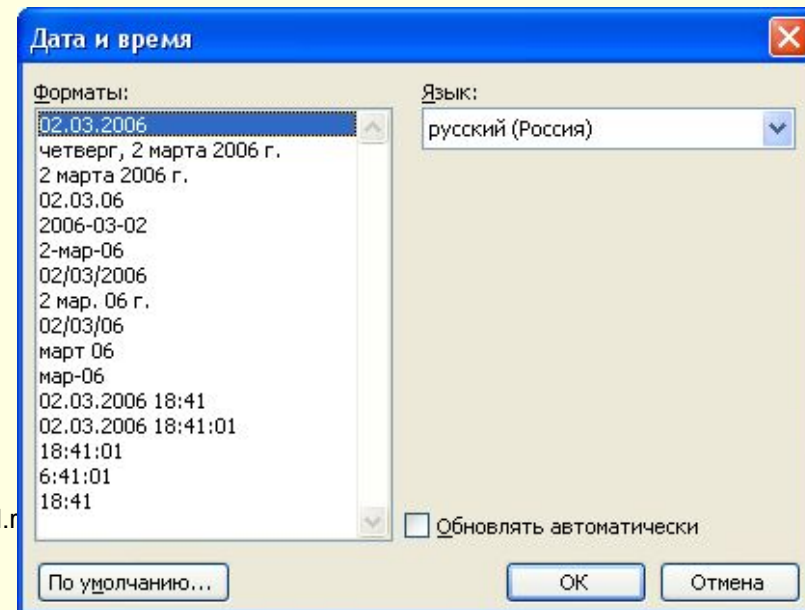 Дата и время
Форматы:
02.03.2006
четверг, 2 марта 2006 г.
2 марта 2006 г.
02.03.06
2006-03-02
2-мар-06
02/03/2006
2 мар. 06 г.
02/03/06
март 06
мар-06
02.03.2006 18:41
02.03.2006 18:41:01
18:41:01
6:41:01
18:41
Язык:
русский (Россия)
Обновлять автоматически
По умолчанию...
ОК
Отмена